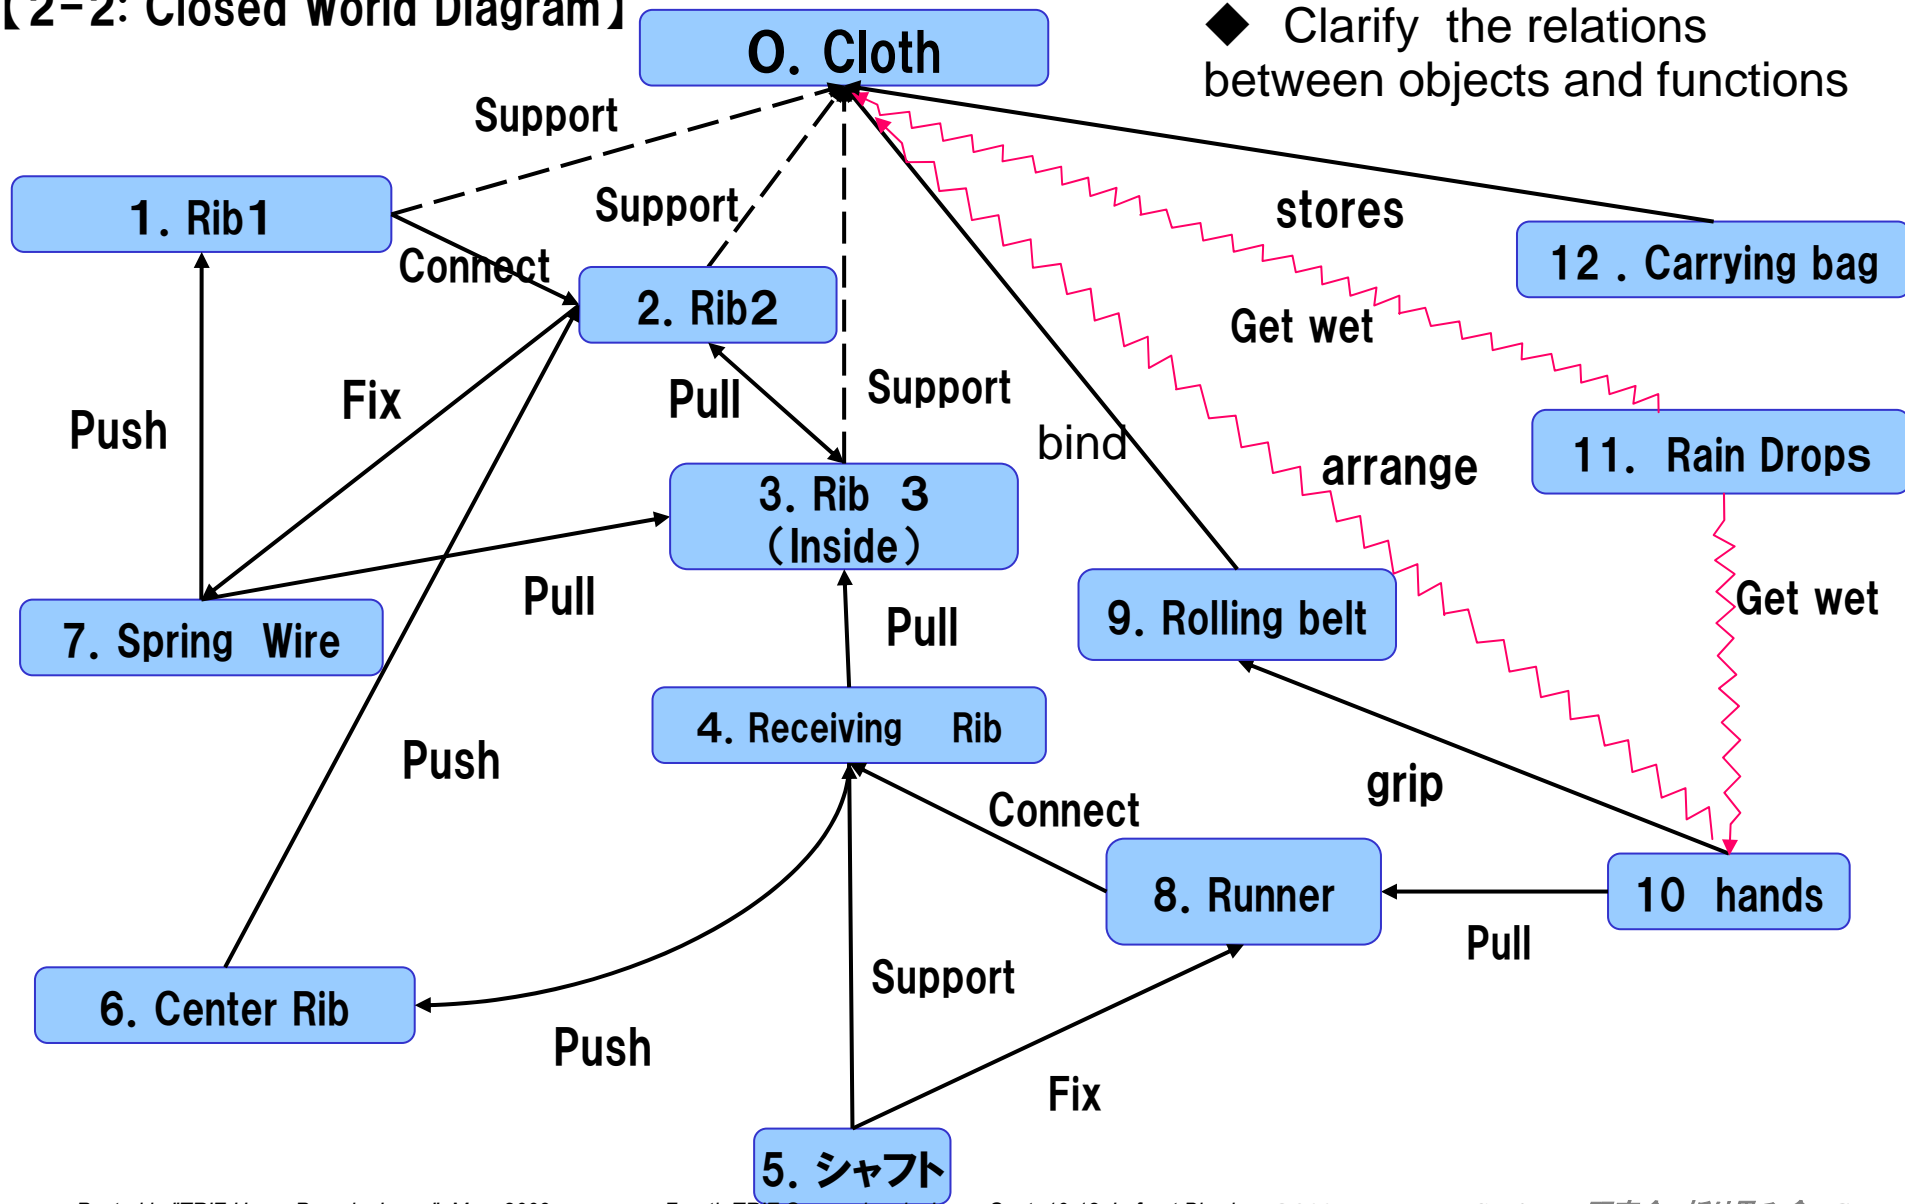 【2-2: Closed World Diagram】
◆ Clarify the relations
between objects and functions
0. Cloth
Support
1. Rib1
Support
stores
Connect
12 . Carrying bag
2. Rib2
Get wet
Fix
Pull
Support
Push
bind
arrange
11. Rain Drops
3. Rib ３
（Inside）
Pull
Get wet
9. Rolling belt
7. Spring Wire
Pull
4. Receiving Rib
Push
grip
Connect
8. Runner
10 hands
Pull
Support
6. Center Rib
Push
Fix
5. シャフト